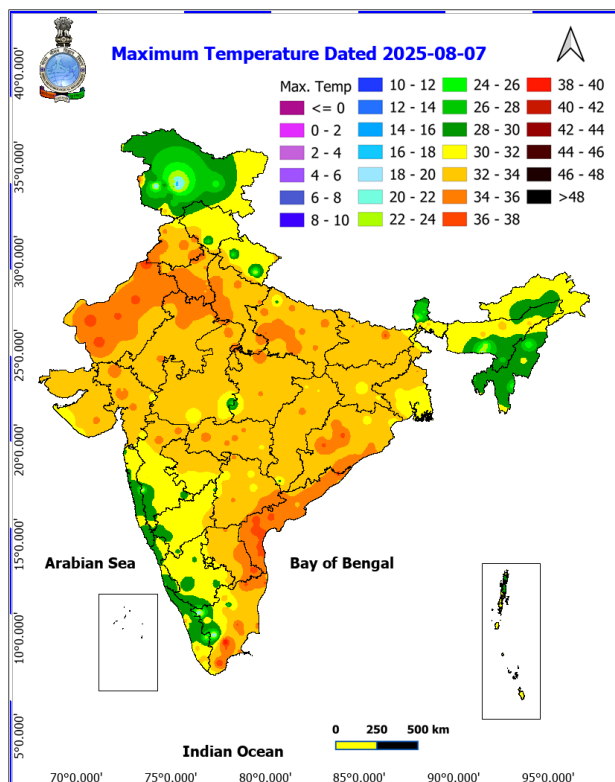 Maximum Temperature Dated 2025-08-07
Max. Temp
<= 0
0 - 2
2 - 4
4 - 6
6 - 8
8 - 10
10 - 12
12 - 14
14 - 16
16 - 18
18 - 20
20 - 22
22 - 24
24 - 26
26 - 28
28 - 30
30 - 32
32 - 34
34 - 36
36 - 38
38 - 40
40 - 42
42 - 44
44 - 46
46 - 48
>48
40°0.000'
35°0.000'
30°0.000'
25°0.000'
20°0.000'
15°0.000'
10°0.000'
5°0.000'
Arabian Sea
Bay of Bengal
0 250 500 km
Indian Ocean
70°0.000' 75°0.000' 80°0.000' 85°0.000' 90°0.000' 95°0.000'